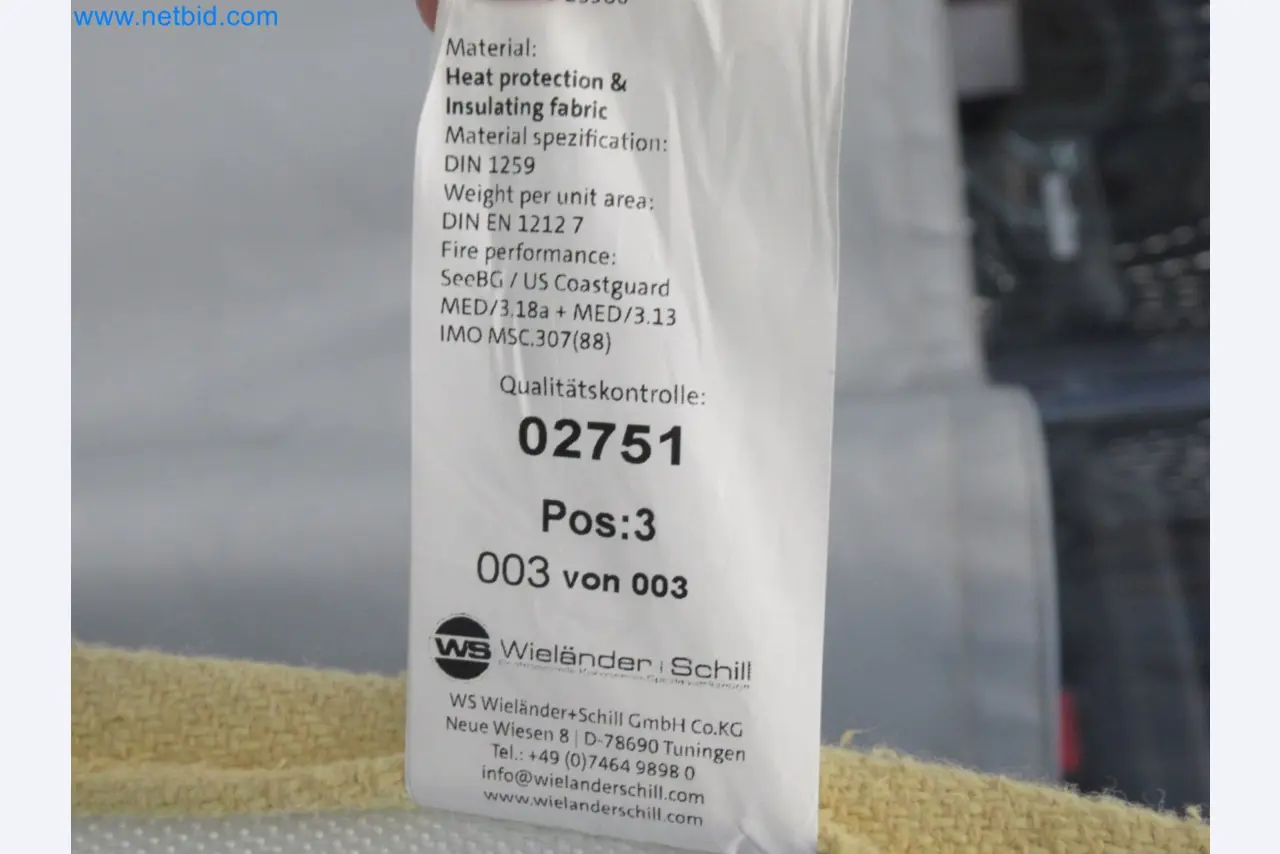 www.netbid.com
Material:
Heat protection &
Insulating fabric
Material spezification:
DIN 1259
Weight per unit area:
DIN EN 1212 7
Fire performance:
SeeBG / US Coastguard
MED/3.18a + MED/3.13
IMO MSC.307(88)
Qualitätskontrolle:
02751
Pos:3
003 von 003
WS Wieländer Schill
WS Wieländer+Schill GmbH Co.KG
Neue Wiesen 8 | D-78690 Tuningen
Tel.: +49 (0)7464 9898 0
info@wielanderschill.com
www.wielanderschill.com